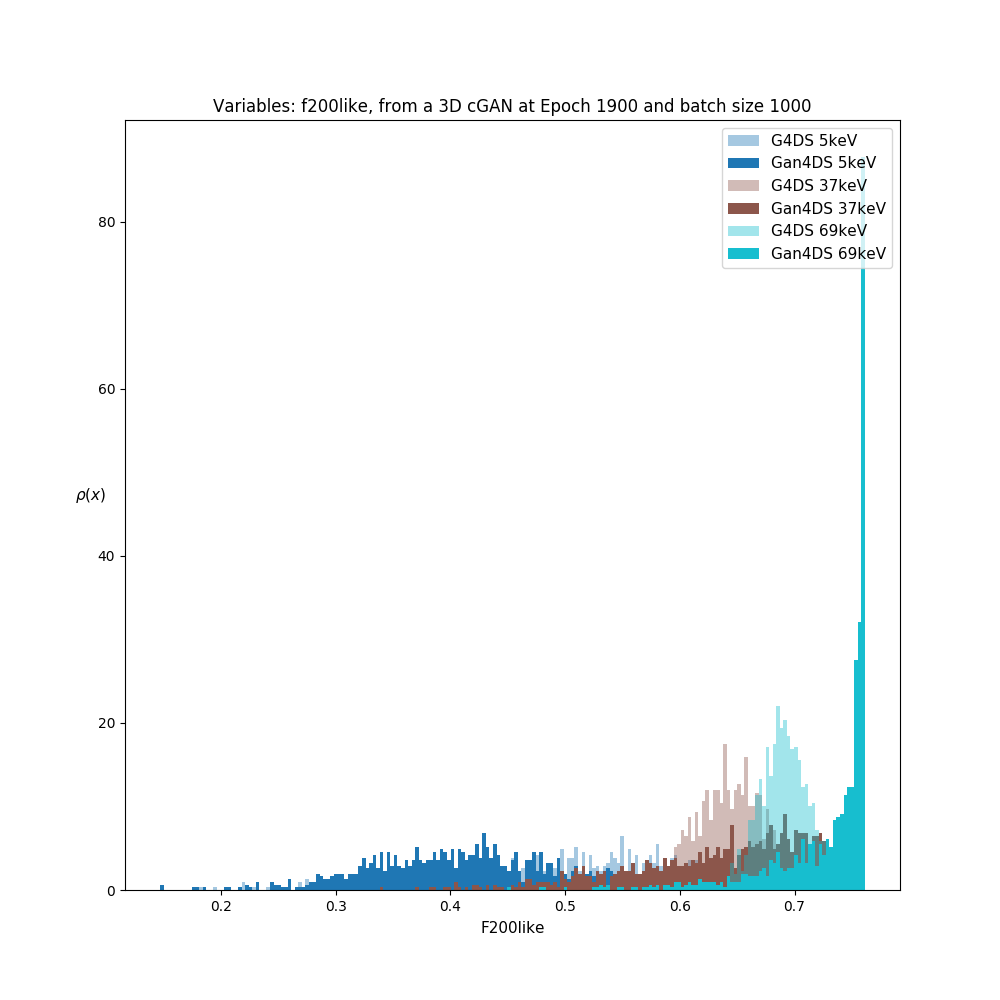 Variables: f200like, from a 3D cGAN at Epoch 1900 and batch size 1000
G4DS 5keV
Gan4DS 5keV
G4DS 37keV
Gan4DS 37keV
G4DS 69keV
Gan4DS 69keV
80
60
ρ(x)
40
20
0
0.2 0.3 0.4 0.5 0.6 0.7
F200like